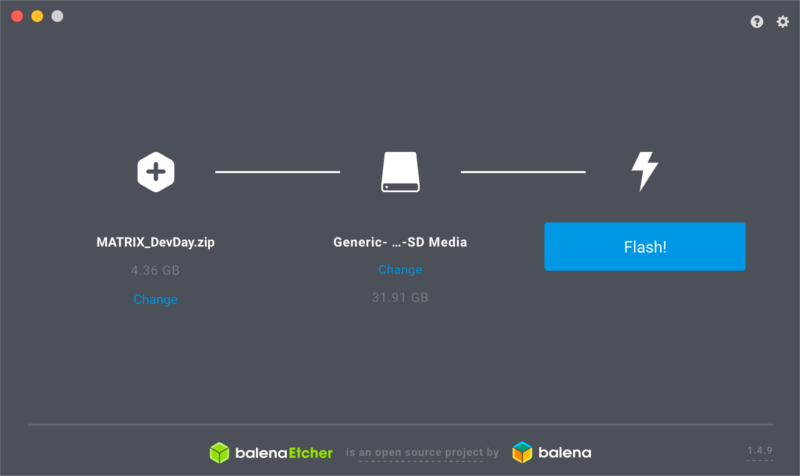 MATRIX_DevDay.zip
4.36 GB
Change
Generic- ...-SD Media
Change
31.91 GB
Flash!
balenaEtcher is an open source project by balena
1.4.9